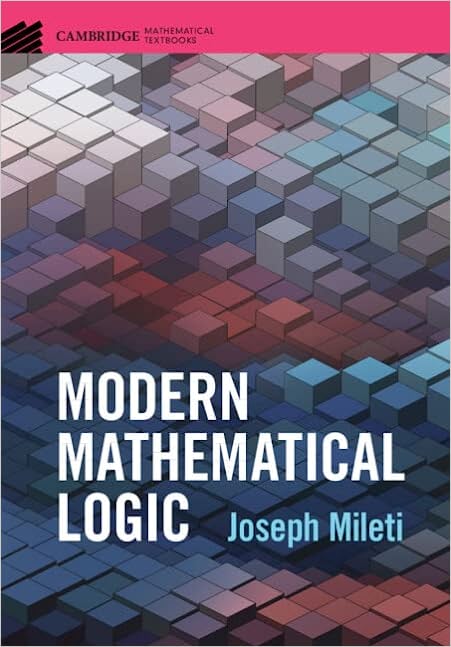 CAMBRIDGE MATHEMATICAL
TEXTBOOKS
MODERN
MATHEMATICAL
LOGIC Joseph Mileti